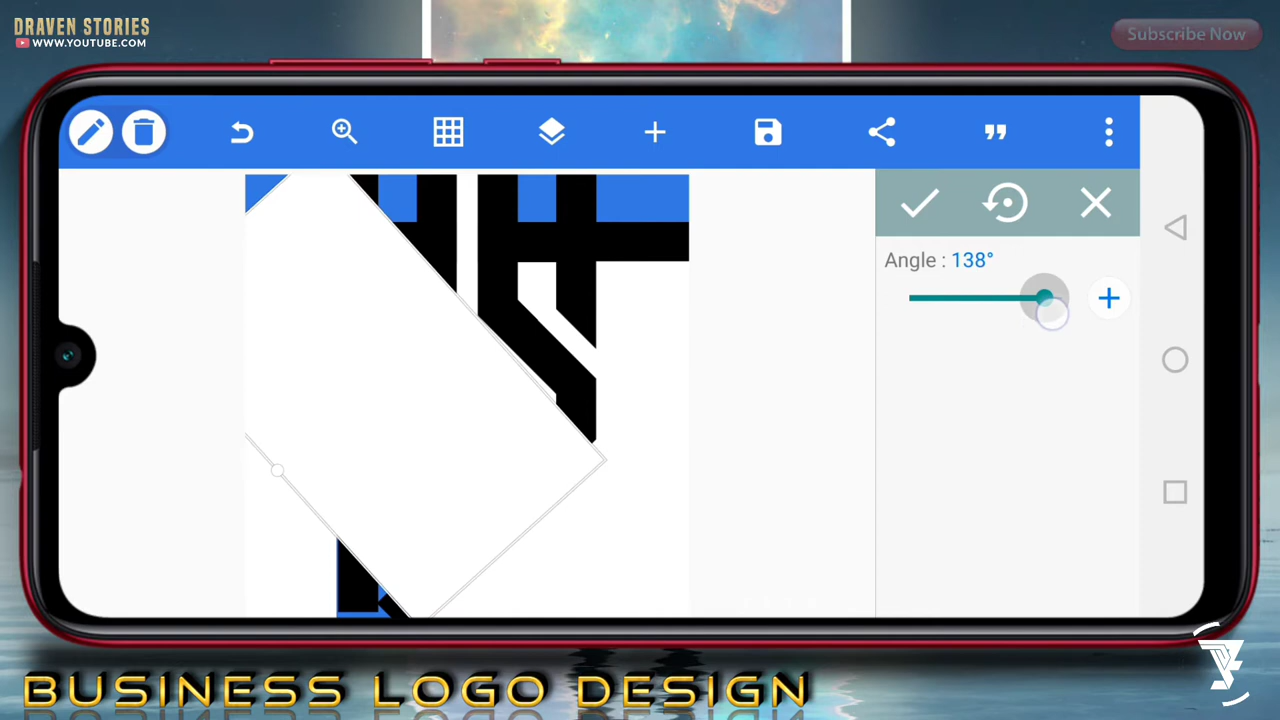 DRAVEN STORIES
WWW.YOUTUBE.COM
Subscribe Now
Angle : 138°
BUSINESS LOGO DESIGN